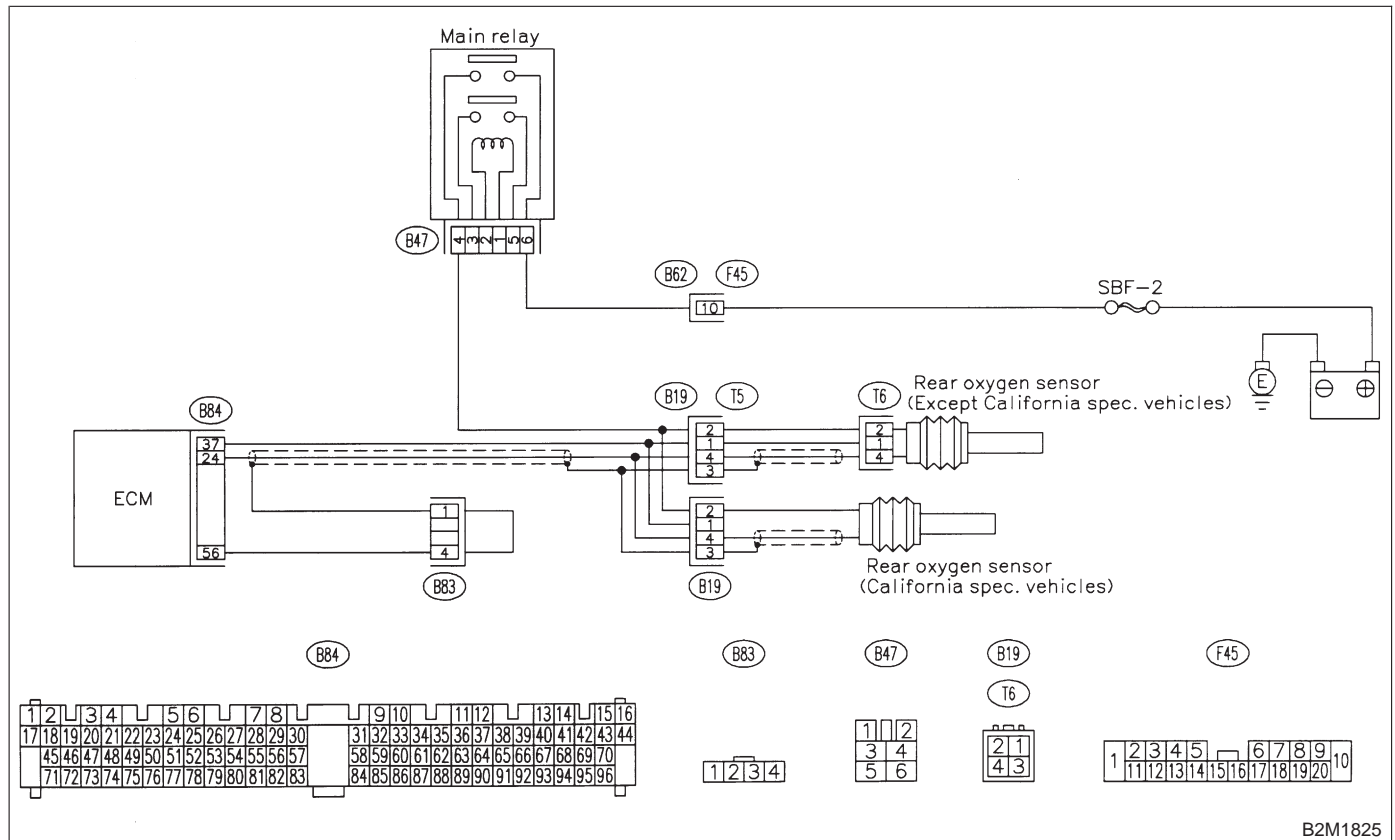 Main relay
B47
4 3 2 1 5 6
B62 F45
10
SBF-2
E
⊖ ⊕
B84
37
24
56
ECM
1
4
B83
B19 T5 T6
2
1
4
3
2
1
4
Rear oxygen sensor
(Except California spec. vehicles)
2
1
4
3
B19
Rear oxygen sensor
(California spec. vehicles)
B84
1 2 3 4 5 6 7 8 9 10 11 12 13 14 15 16
17 18 19 20 21 22 23 24 25 26 27 28 29 30 31 32 33 34 35 36 37 38 39 40 41 42 43 44
45 46 47 48 49 50 51 52 53 54 55 56 57 58 59 60 61 62 63 64 65 66 67 68 69 70
71 72 73 74 75 76 77 78 79 80 81 82 83 84 85 86 87 88 89 90 91 92 93 94 95 96
B83
1 2 3 4
B47
1 2
3 4
5 6
B19
T6
2 1
4 3
F45
1 2 3 4 5 6 7 8 9 10
11 12 13 14 15 16 17 18 19 20
B2M1825